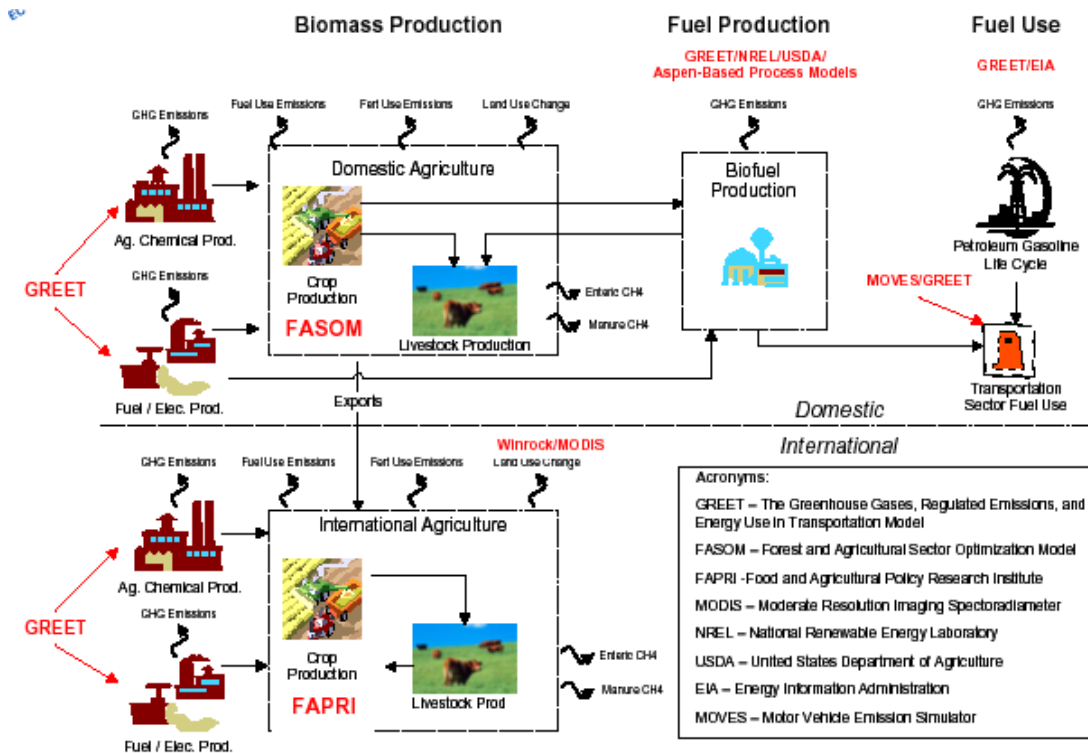 Biomass Production
Fuel Production
Fuel Use
GREET/NREL/USDA/
Aspen-Based Process Models
GREET/EIA
GHG Emissions
Fuel Use Emissions
Fert Use Emissions
Land Use Change
GHG Emissions
GHG Emissions
Domestic Agriculture
Biofuel
Production
Ag. Chemical Prod.
Petroleum Gasoline
Life Cycle
GREET
GHG Emissions
Crop
Production
FASOM
Livestock Production
Enteric CH4
Manure CH4
MOVES/GREET
Fuel / Elec. Prod.
Exports
Transportation
Sector Fuel Use
Domestic
International
Winrock/MODIS
GHG Emissions
Fuel Use Emissions
Fert Use Emissions
Land Use Change
International Agriculture
Ag. Chemical Prod.
GREET
GHG Emissions
Crop
Production
FAPRI
Livestock Prod
Enteric CH4
Manure CH4
Fuel / Elec. Prod.
Acronyms:
GREET – The Greenhouse Gases, Regulated Emissions, and
Energy Use in Transportation Model
FASOM – Forest and Agricultural Sector Optimization Model
FAPRI -Food and Agricultural Policy Research Institute
MODIS – Moderate Resolution Imaging Spectoradiameter
NREL – National Renewable Energy Laboratory
USDA – United States Department of Agriculture
EIA – Energy Information Administration
MOVES – Motor Vehicle Emission Simulator